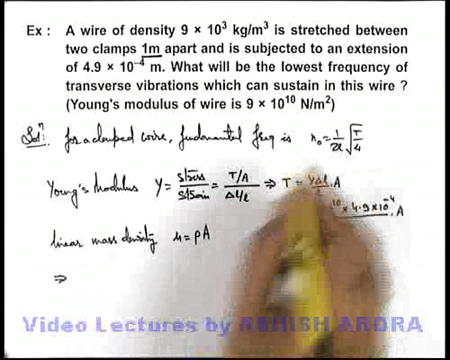 Ex : A wire of density 9 × 10³ kg/m³ is stretched between
two clamps 1m apart and is subjected to an extension
of 4.9 × 10⁻⁴ m. What will be the lowest frequency of
transverse vibrations which can sustain in this wire ?
(Young's modulus of wire is 9 × 10¹⁰ N/m²)
Solⁿ: for a clamped wire, fundamental freq is n₀ = 1/2l √T/μ
Young's Modulus Y = stress/strain = T/A / Δl/l ⇒ T = YΔl/l .A
¹⁰ × 4.9 × 10⁻⁴ . A
linear mass density μ = ρA
⇒
Video Lectures by ASHISH ARORA